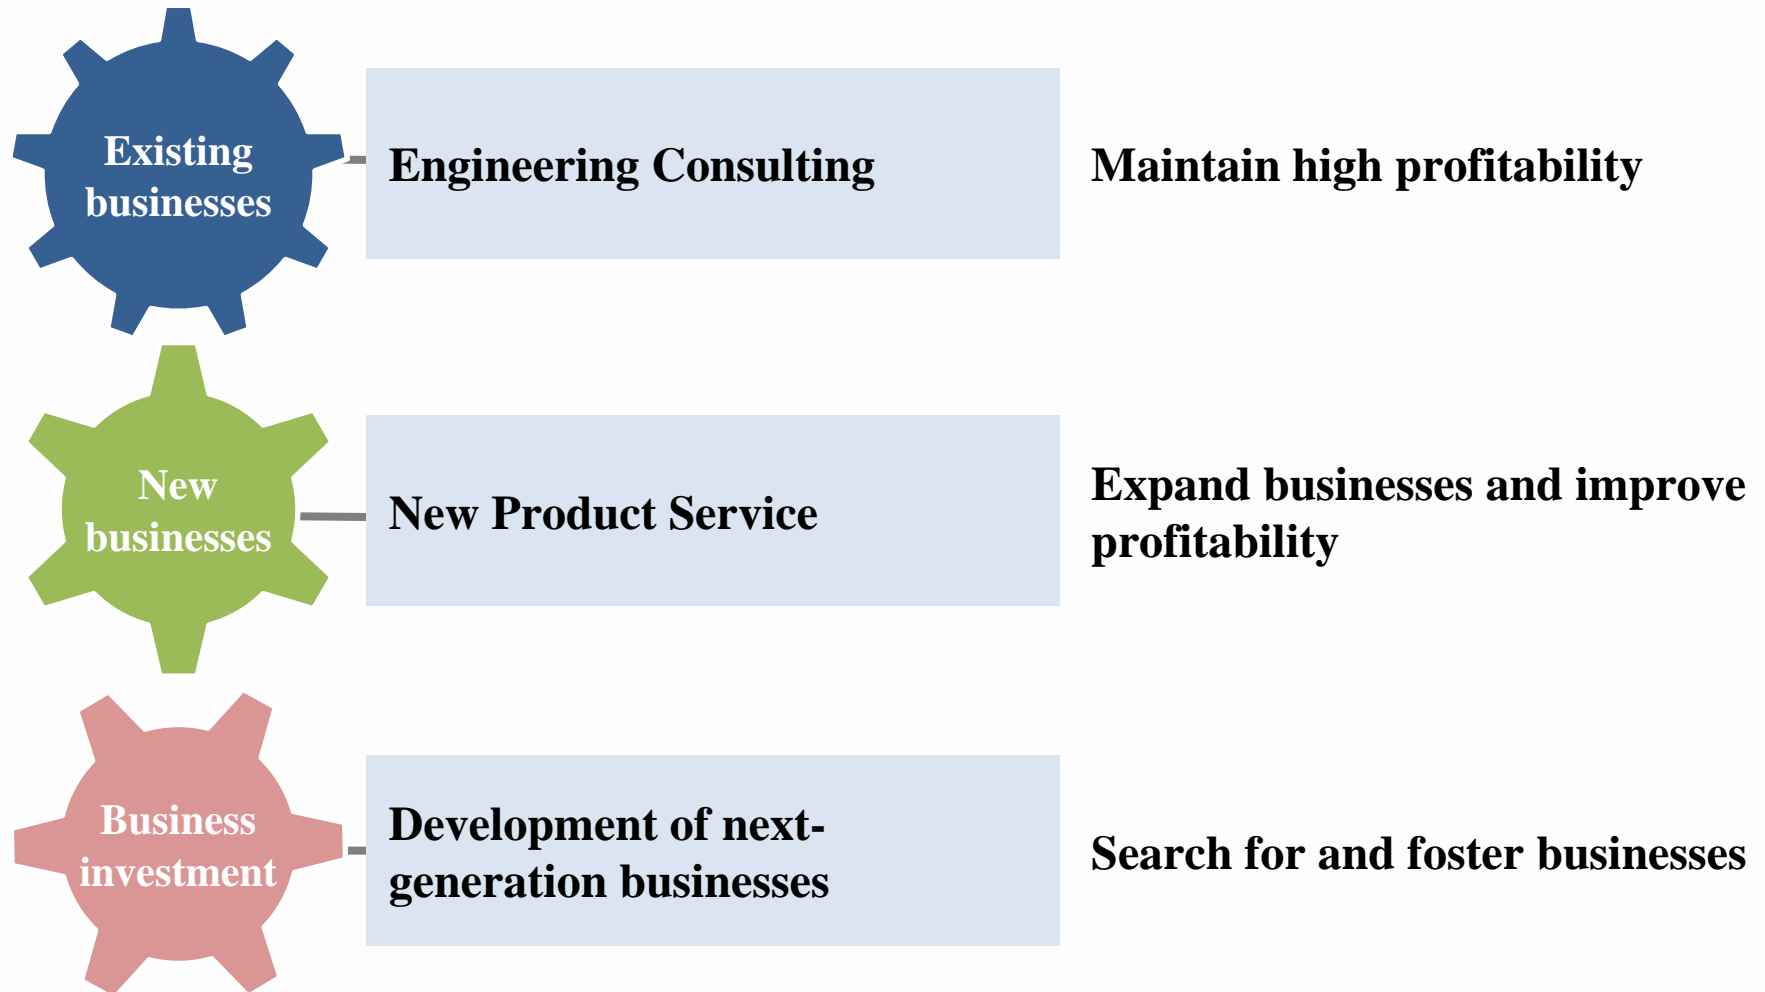 Existing
businesses
Engineering Consulting
Maintain high profitability
New
businesses
New Product Service
Expand businesses and improve
profitability
Business
investment
Development of next-
generation businesses
Search for and foster businesses